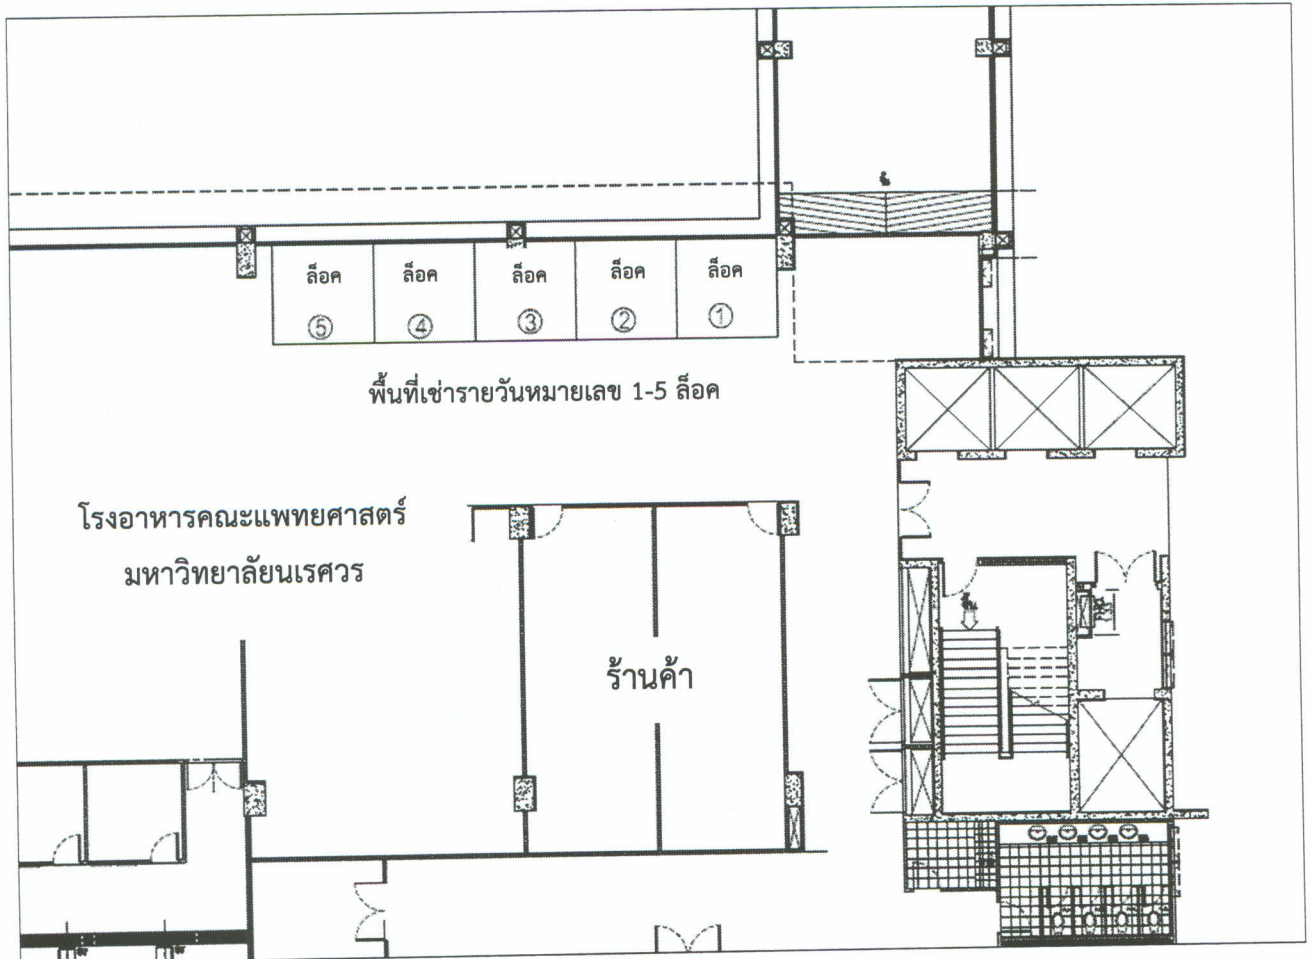 ล็อค ล็อค ล็อค ล็อค ล็อค
⑤ ④ ③ ② ①
พื้นที่เช่ารายวันหมายเลข 1-5 ล็อค
โรงอาหารคณะแพทยศาสตร์
มหาวิทยาลัยนเรศวร
ร้านค้า